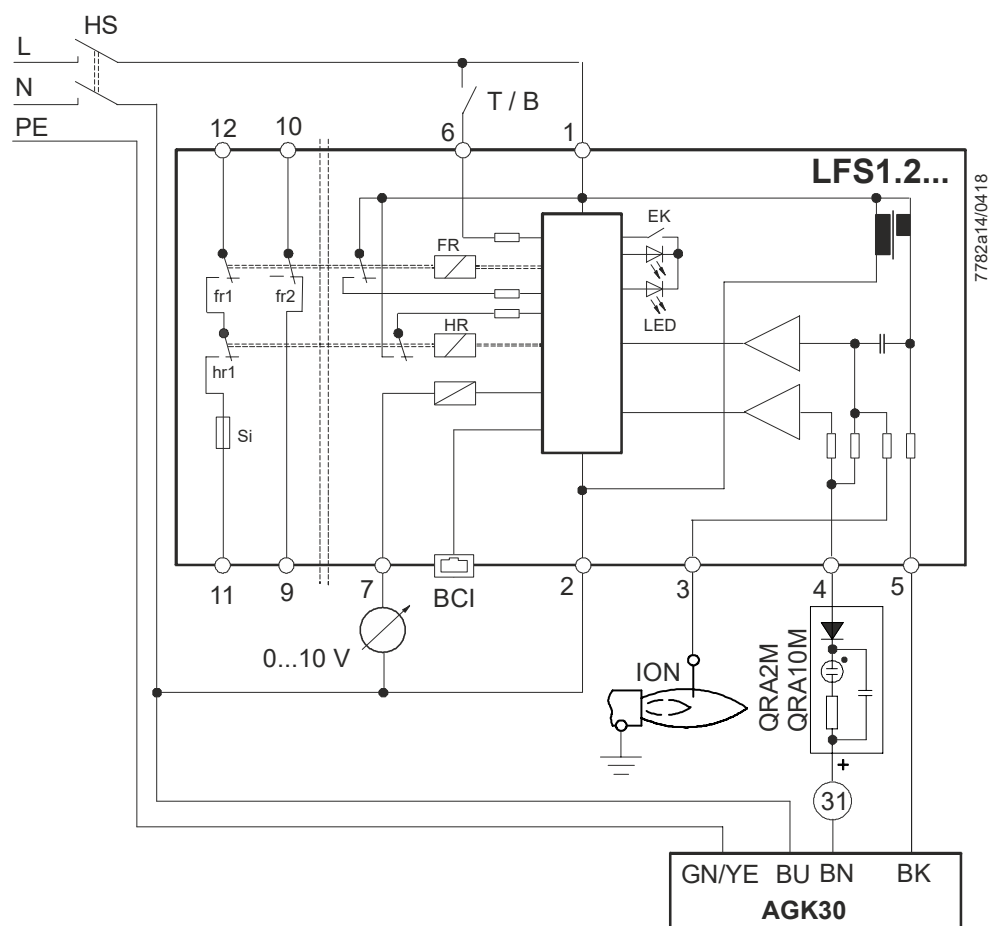 HS
L
N
PE
T / B
12
10
6
1
LFS1.2...
7782a14/0418
EK
FR
fr1
fr2
LED
HR
hr1
Si
11
9
7
BCI
2
3
4
5
0...10 V
ION
QRA2M
QRA10M
+
31
GN/YE
BU
BN
BK
AGK30